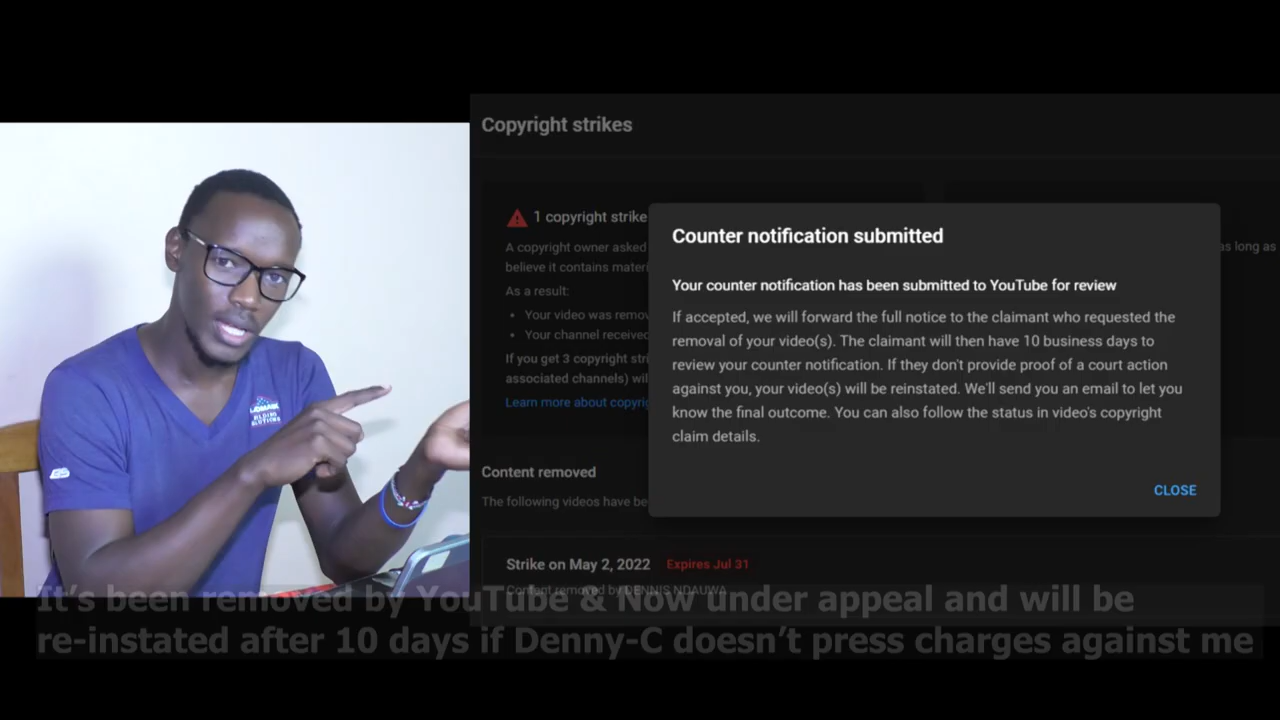 Copyright strikes
1 copyright strike
A copyright owner asked
as long as
believe it contains materi
As a result:
Your video was remov
Your channel received
If you get 3 copyright stri
associated channels) wil
Learn more about copyrig
Counter notification submitted
Your counter notification has been submitted to YouTube for review
If accepted, we will forward the full notice to the claimant who requested the
removal of your video(s). The claimant will then have 10 business days to
review your counter notification. If they don't provide proof of a court action
against you, your video(s) will be reinstated. We'll send you an email to let you
know the final outcome. You can also follow the status in video's copyright
claim details.
CLOSE
Content removed
The following videos have be
Strike on May 2, 2022 Expires Jul 31
Content removed by DENNIS NDAUWA
It's been removed by YouTube & Now under appeal and will be
re-instated after 10 days if Denny-C doesn't press charges against me